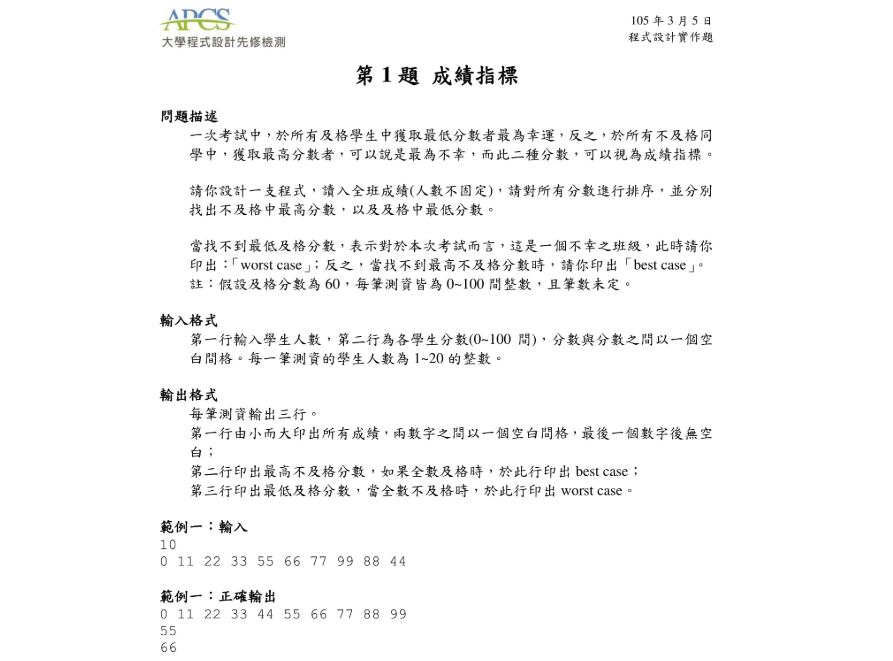 APCS
大學程式設計先修檢測
105 年 3 月 5 日
程式設計實作題
第 1 題 成績指標
問題描述
一次考試中，於所有及格學生中獲取最低分數者最為幸運，反之，於所有不及格同
學中，獲取最高分數者，可以說是最為不幸，而此二種分數，可以視為成績指標。
請你設計一支程式，讀入全班成績(人數不固定)，請對所有分數進行排序，並分別
找出不及格中最高分數，以及及格中最低分數。
當找不到最低及格分數，表示對於本次考試而言，這是一個不幸之班級，此時請你
印出：「worst case」；反之，當找不到最高不及格分數時，請你印出「best case」。
註：假設及格分數為 60，每筆測資皆為 0~100 間整數，且筆數未定。
輸入格式
第一行輸入學生人數，第二行為各學生分數(0~100 間)，分數與分數之間以一個空
白間格。每一筆測資的學生人數為 1~20 的整數。
輸出格式
每筆測資輸出三行。
第一行由小而大印出所有成績，兩數字之間以一個空白間格，最後一個數字後無空
白；
第二行印出最高不及格分數，如果全數及格時，於此行印出 best case；
第三行印出最低及格分數，當全數不及格時，於此行印出 worst case。
範例一：輸入
10
0 11 22 33 55 66 77 99 88 44
範例一：正確輸出
0 11 22 33 44 55 66 77 88 99
55
66